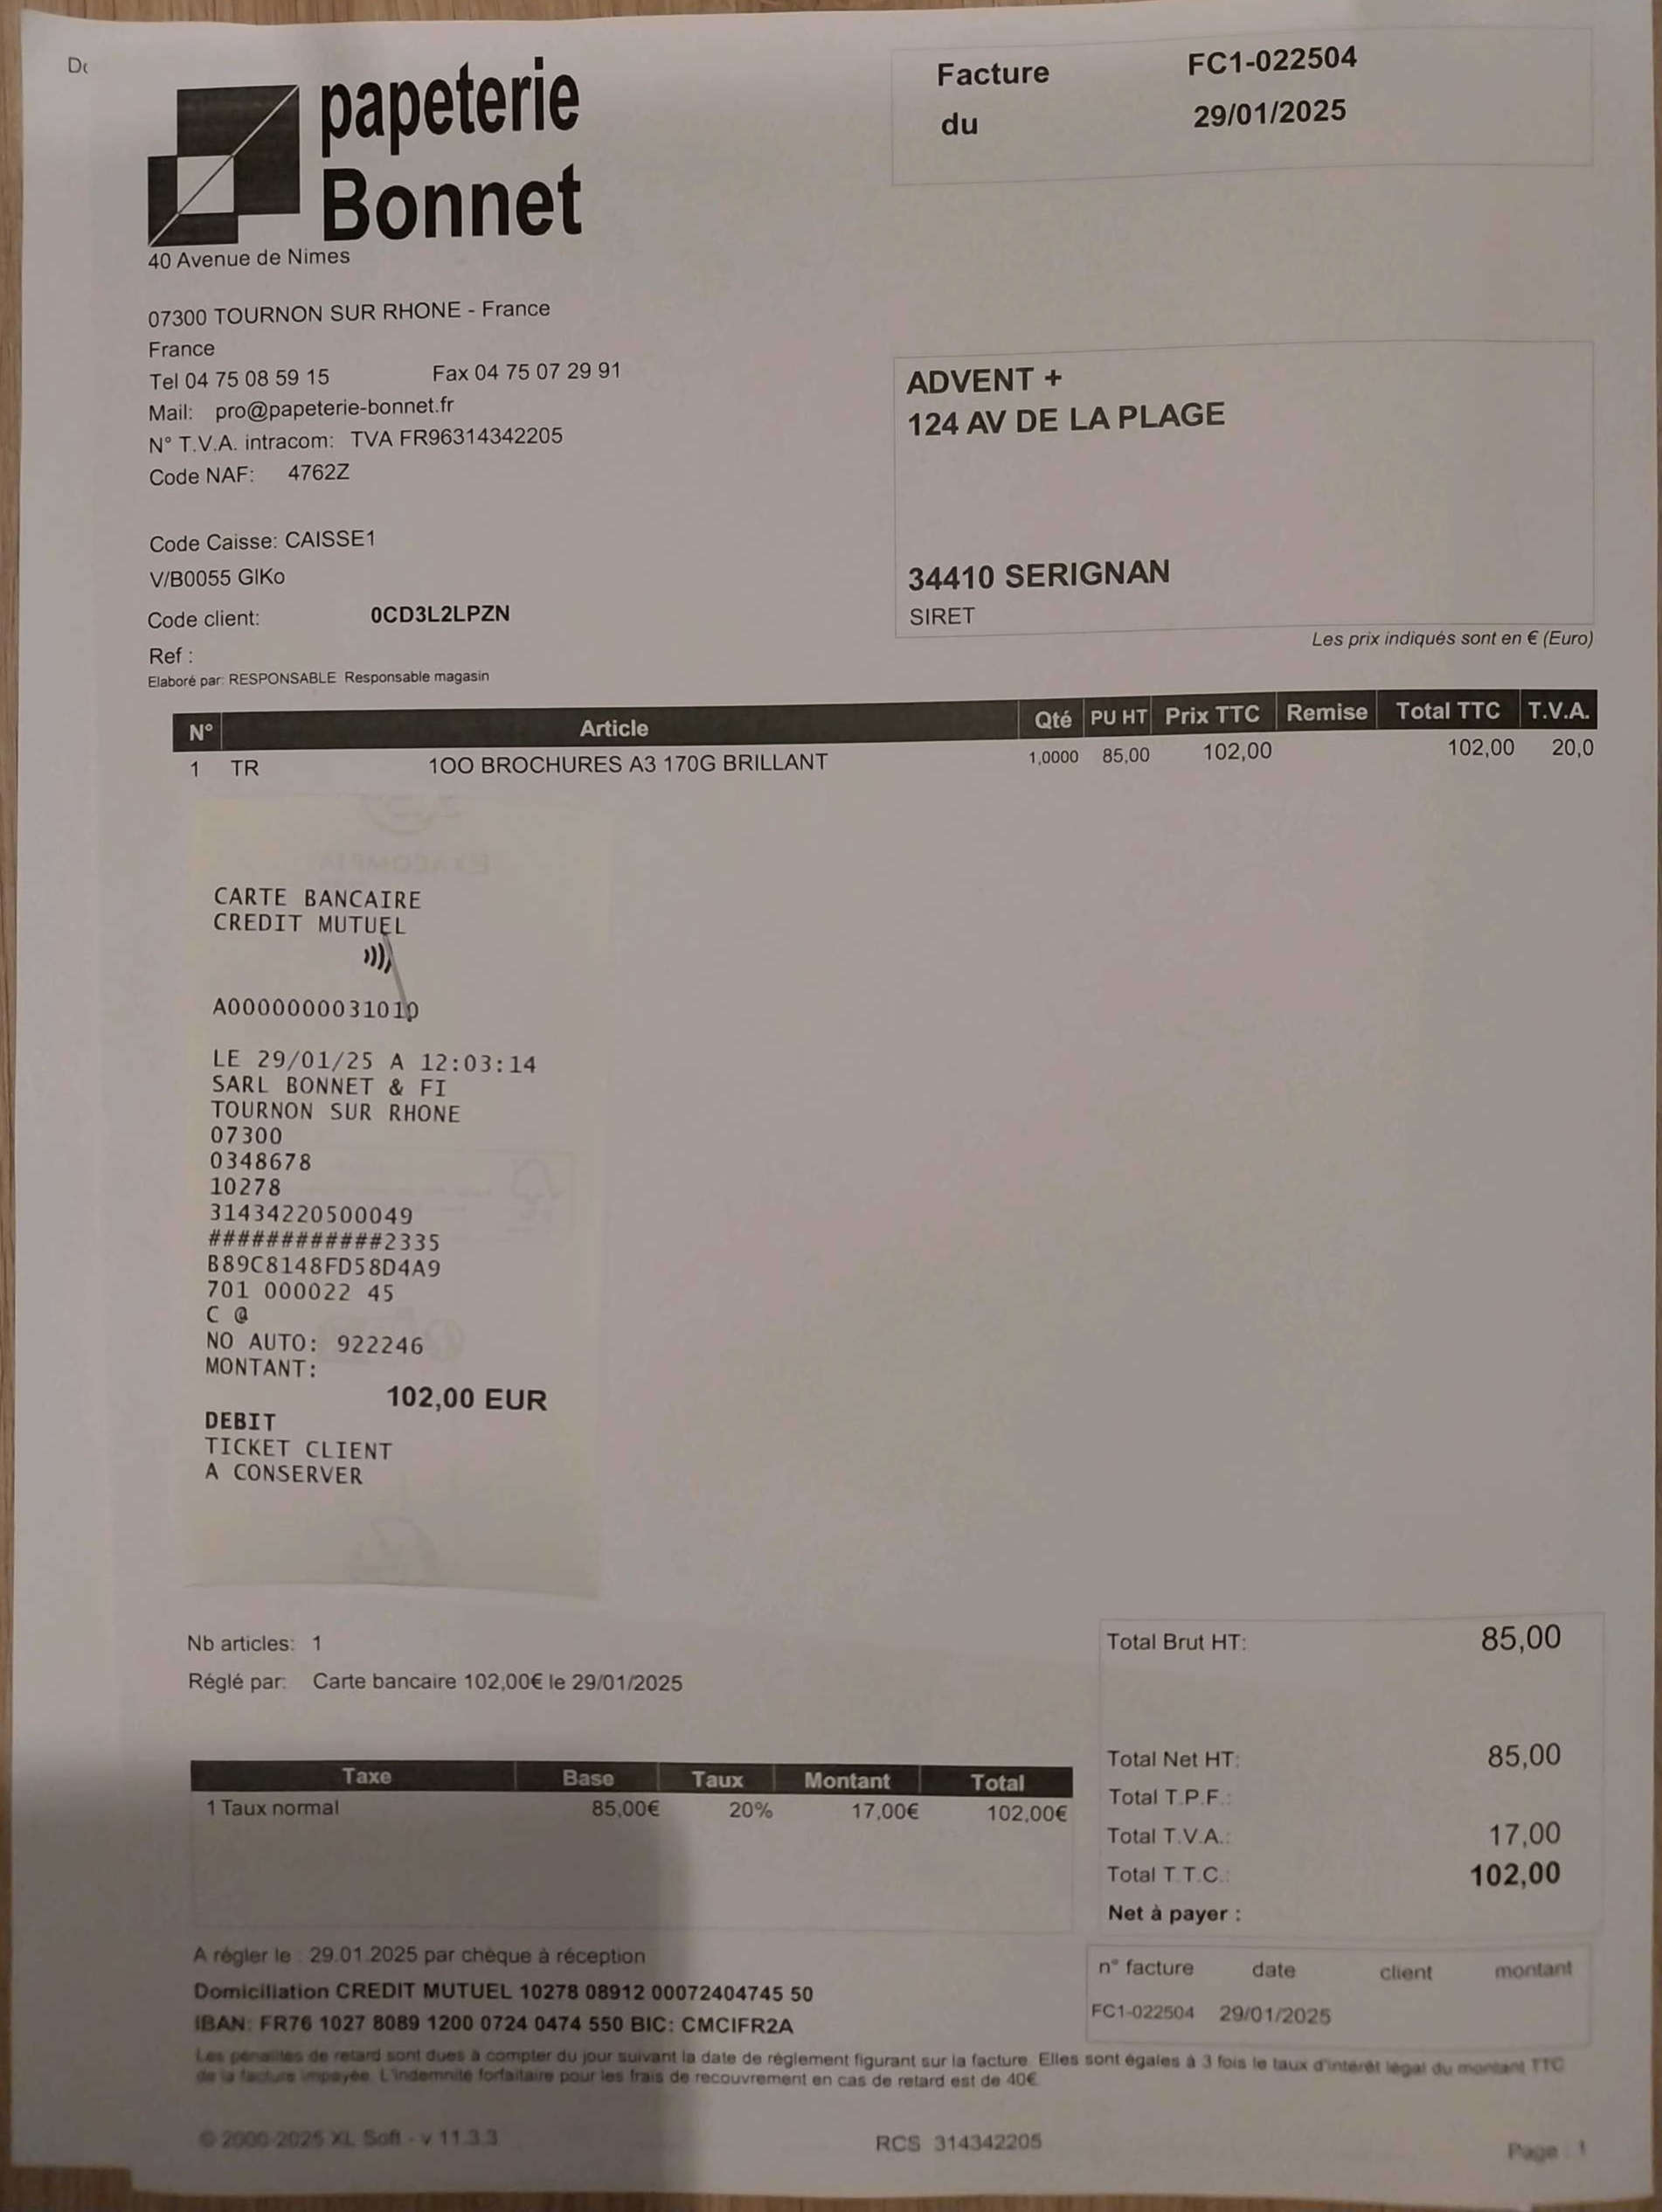 papeterie
Bonnet
40 Avenue de Nimes
07300 TOURNON SUR RHONE - France
France
Tel 04 75 08 59 15 Fax 04 75 07 29 91
Mail: pro@papeterie-bonnet.fr
N° T.V.A. intracom: TVA FR96314342205
Code NAF: 4762Z
Code Caisse: CAISSE1
V/B0055 GIKo
Code client: 0CD3L2LPZN
Ref :
Elaboré par: RESPONSABLE Responsable magasin
Facture FC1-022504
du 29/01/2025
ADVENT +
124 AV DE LA PLAGE
34410 SERIGNAN
SIRET
Les prix indiqués sont en € (Euro)
N° Article Qté PU HT Prix TTC Remise Total TTC T.V.A.
1 TR 1OO BROCHURES A3 170G BRILLANT 1,0000 85,00 102,00 102,00 20,0
CARTE BANCAIRE
CREDIT MUTUEL
A0000000031010
LE 29/01/25 A 12:03:14
SARL BONNET & FI
TOURNON SUR RHONE
07300
0348678
10278
31434220500049
############2335
B89C8148FD58D4A9
701 000022 45
C @
NO AUTO: 922246
MONTANT:
102,00 EUR
DEBIT
TICKET CLIENT
A CONSERVER
Nb articles: 1
Réglé par: Carte bancaire 102,00€ le 29/01/2025
Taxe Base Taux Montant Total
1 Taux normal 85,00€ 20% 17,00€ 102,00€
Total Brut HT: 85,00
Total Net HT: 85,00
Total T.P.F.:
Total T.V.A.: 17,00
Total T.T.C.: 102,00
Net à payer :
A régler le : 29.01.2025 par chèque à réception
Domiciliation CREDIT MUTUEL 10278 08912 00072404745 50
IBAN: FR76 1027 8089 1200 0724 0474 550 BIC: CMCIFR2A
n° facture date client montant
FC1-022504 29/01/2025
Les pénalités de retard sont dues à compter du jour suivant la date de réglement figurant sur la facture. Elles sont égales à 3 fois le taux d'intérêt légal du montant TTC
de la facture impayée. L'indemnité forfaitaire pour les frais de recouvrement en cas de retard est de 40€
© 2000-2025 XL Soft - v 11.3.3
RCS 314342205
Page : 1